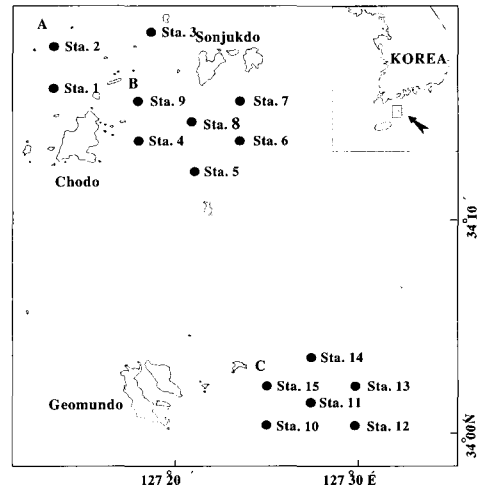 A
Sta. 3
Sonjukdo
Sta. 2
KOREA
Sta. 1
B
Sta. 9
Sta. 7
Sta. 8
Sta. 4
Sta. 6
Sta. 5
Chodo
34 10´
Sta. 14
C
Sta. 15
Sta. 13
Sta. 11
Geomundo
Sta. 10
Sta. 12
34 00´N
127 20´
127 30´E